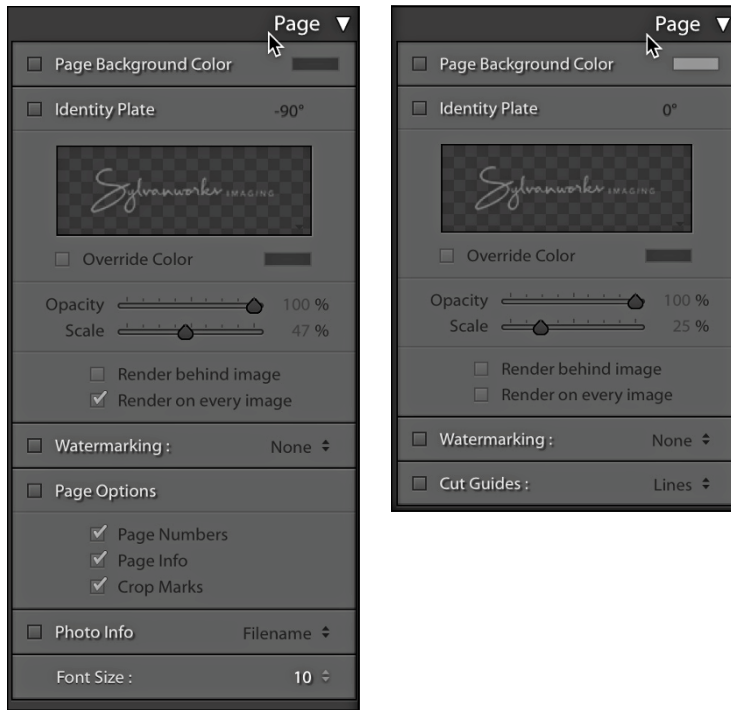 Page
Page Background Color
Identity Plate -90°
Sylvanworks IMAGING
Override Color
Opacity 100 %
Scale 47 %
Render behind image
Render on every image
Watermarking : None
Page Options
Page Numbers
Page Info
Crop Marks
Photo Info Filename
Font Size : 10
Page
Page Background Color
Identity Plate 0°
Sylvanworks IMAGING
Override Color
Opacity 100 %
Scale 25 %
Render behind image
Render on every image
Watermarking : None
Cut Guides : Lines